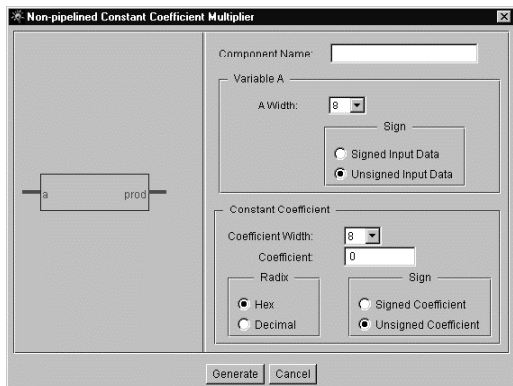 Non-pipelined Constant Coefficient Multiplier
a prod
Component Name:
Variable A
A Width: 8
Sign
Signed Input Data
Unsigned Input Data
Constant Coefficient
Coefficient Width: 8
Coefficient: 0
Radix Sign
Hex Signed Coefficient
Decimal Unsigned Coefficient
Generate Cancel